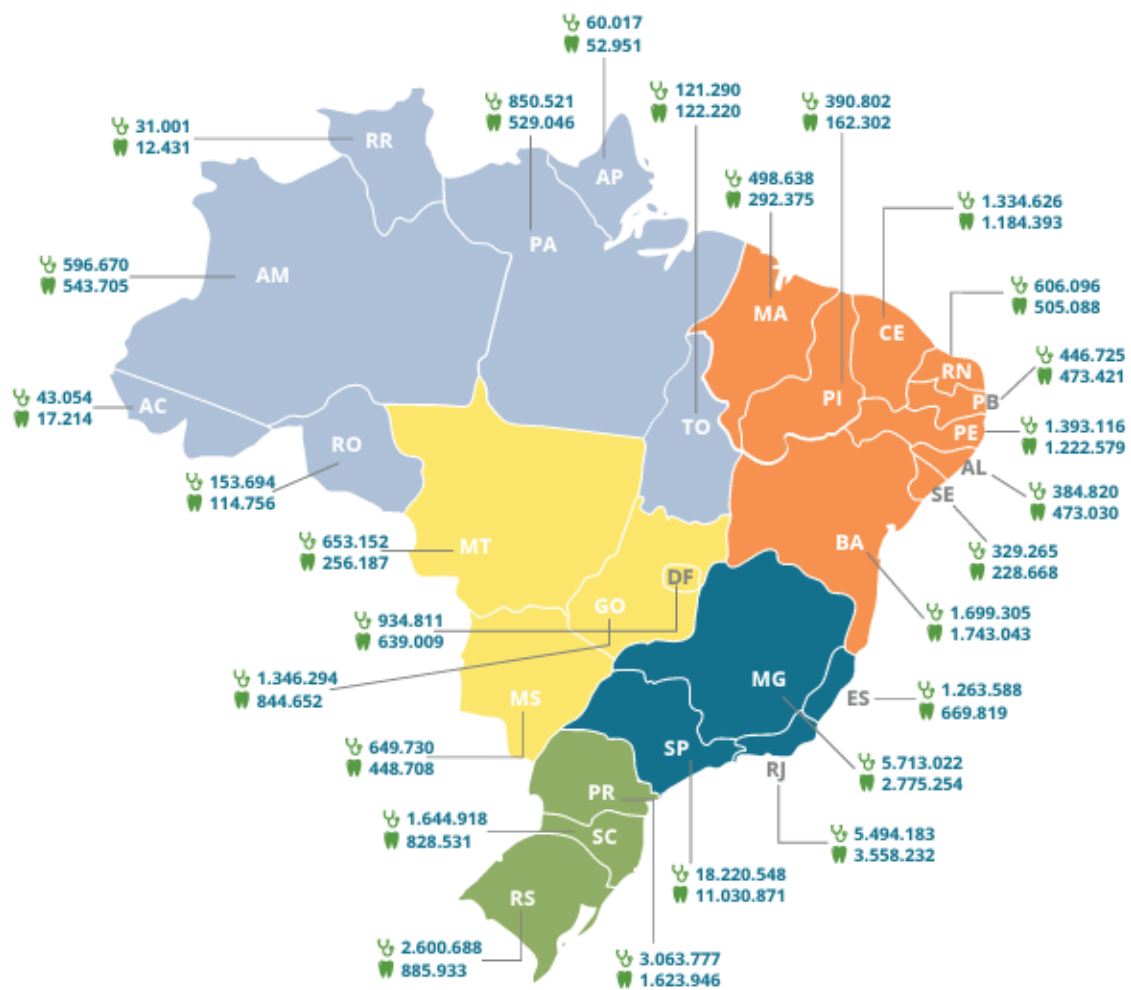 60.017
52.951
121.290
122.220
850.521
529.046
390.802
162.302
31.001
12.431
RR
AP
498.638
292.375
1.334.626
1.184.393
PA
596.670
543.705
AM
606.096
505.088
MA
CE
446.725
473.421
RN
43.054
17.214
AC
PI
PB
TO
PE
1.393.116
1.222.579
RO
AL
153.694
114.756
SE
384.820
473.030
653.152
256.187
MT
BA
329.265
228.668
DF
GO
934.811
639.009
1.699.305
1.743.043
1.346.294
844.652
MG
MS
ES
1.263.588
669.819
649.730
448.708
SP
RJ
5.713.022
2.775.254
PR
1.644.918
828.531
SC
5.494.183
3.558.232
18.220.548
11.030.871
RS
2.600.688
885.933
3.063.777
1.623.946